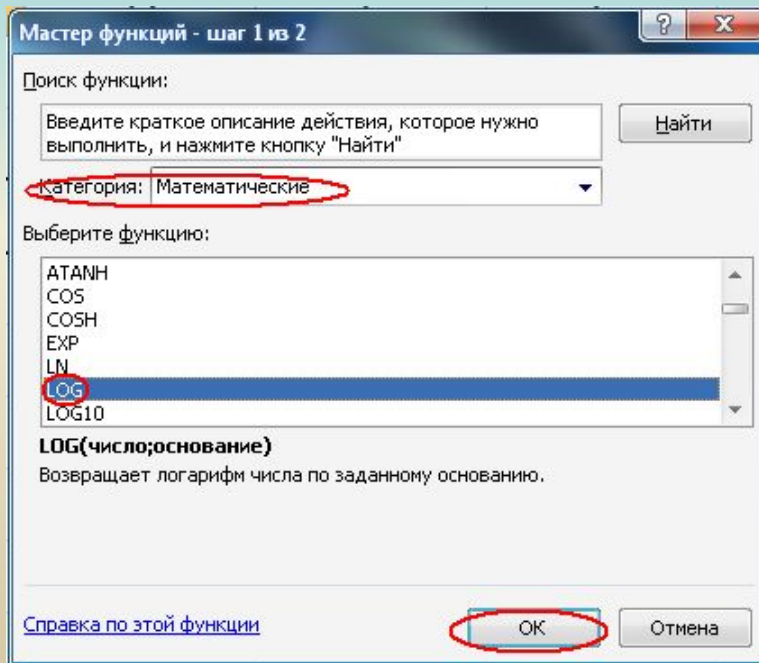 Мастер функций - шаг 1 из 2
Поиск функции:
Введите краткое описание действия, которое нужно
выполнить, и нажмите кнопку "Найти"
Найти
Категория: Математические
Выберите функцию:
ATANH
COS
COSH
EXP
LN
LOG
LOG10
LOG(число;основание)
Возвращает логарифм числа по заданному основанию.
Справка по этой функции
ОК
Отмена